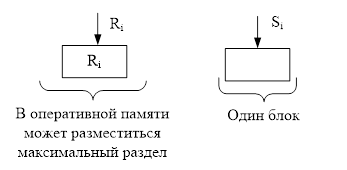 Rᵢ
Rᵢ
В оперативной памяти
может разместиться
максимальный раздел
Sᵢ
Один блок